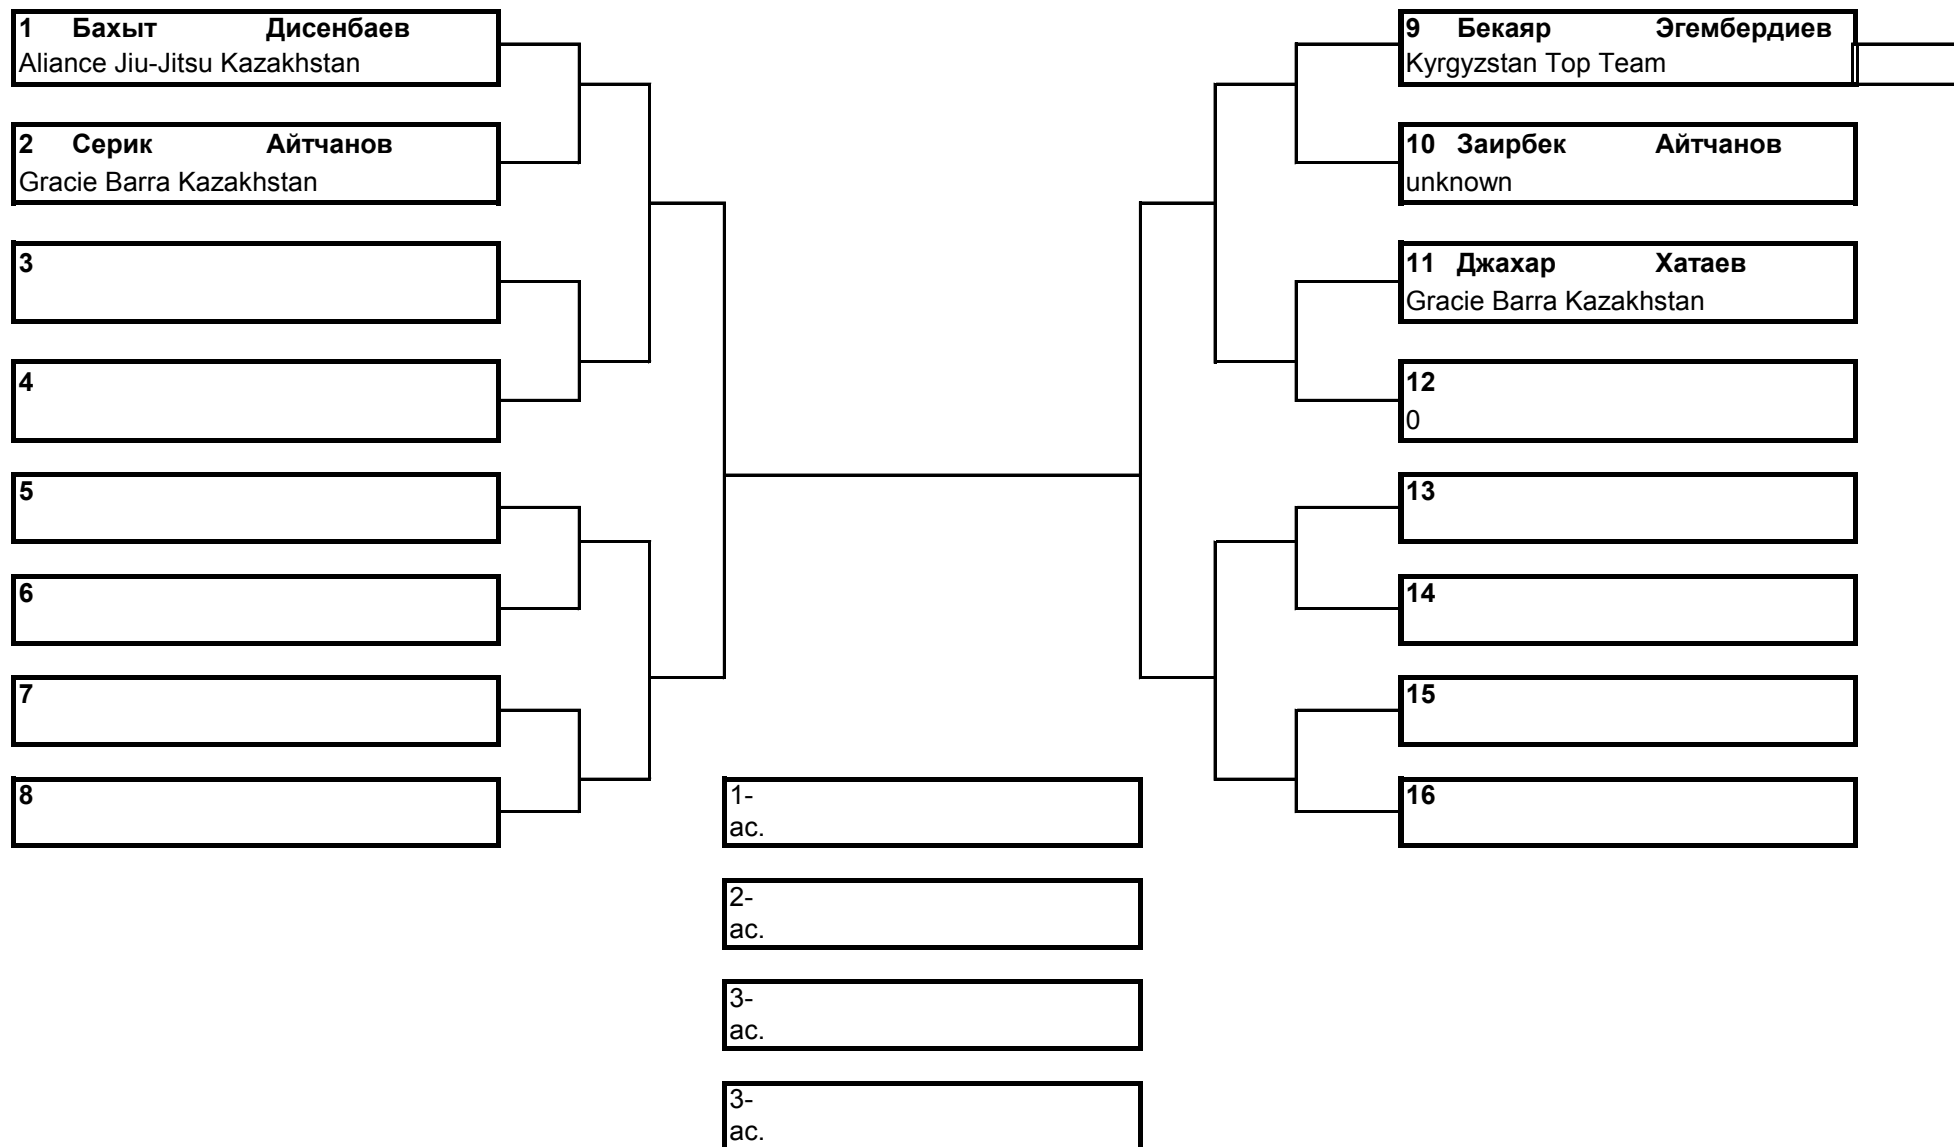 1 Бахыт Дисенбаев
Aliance Jiu-Jitsu Kazakhstan
2 Серик Айтчанов
Gracie Barra Kazakhstan
3
4
5
6
7
8
9 Бекаяр Эгембердиев
Kyrgyzstan Top Team
10 Заирбек Айтчанов
unknown
11 Джахар Хатаев
Gracie Barra Kazakhstan
12
0
13
14
15
16
1-
ас.
2-
ас.
3-
ас.
3-
ас.